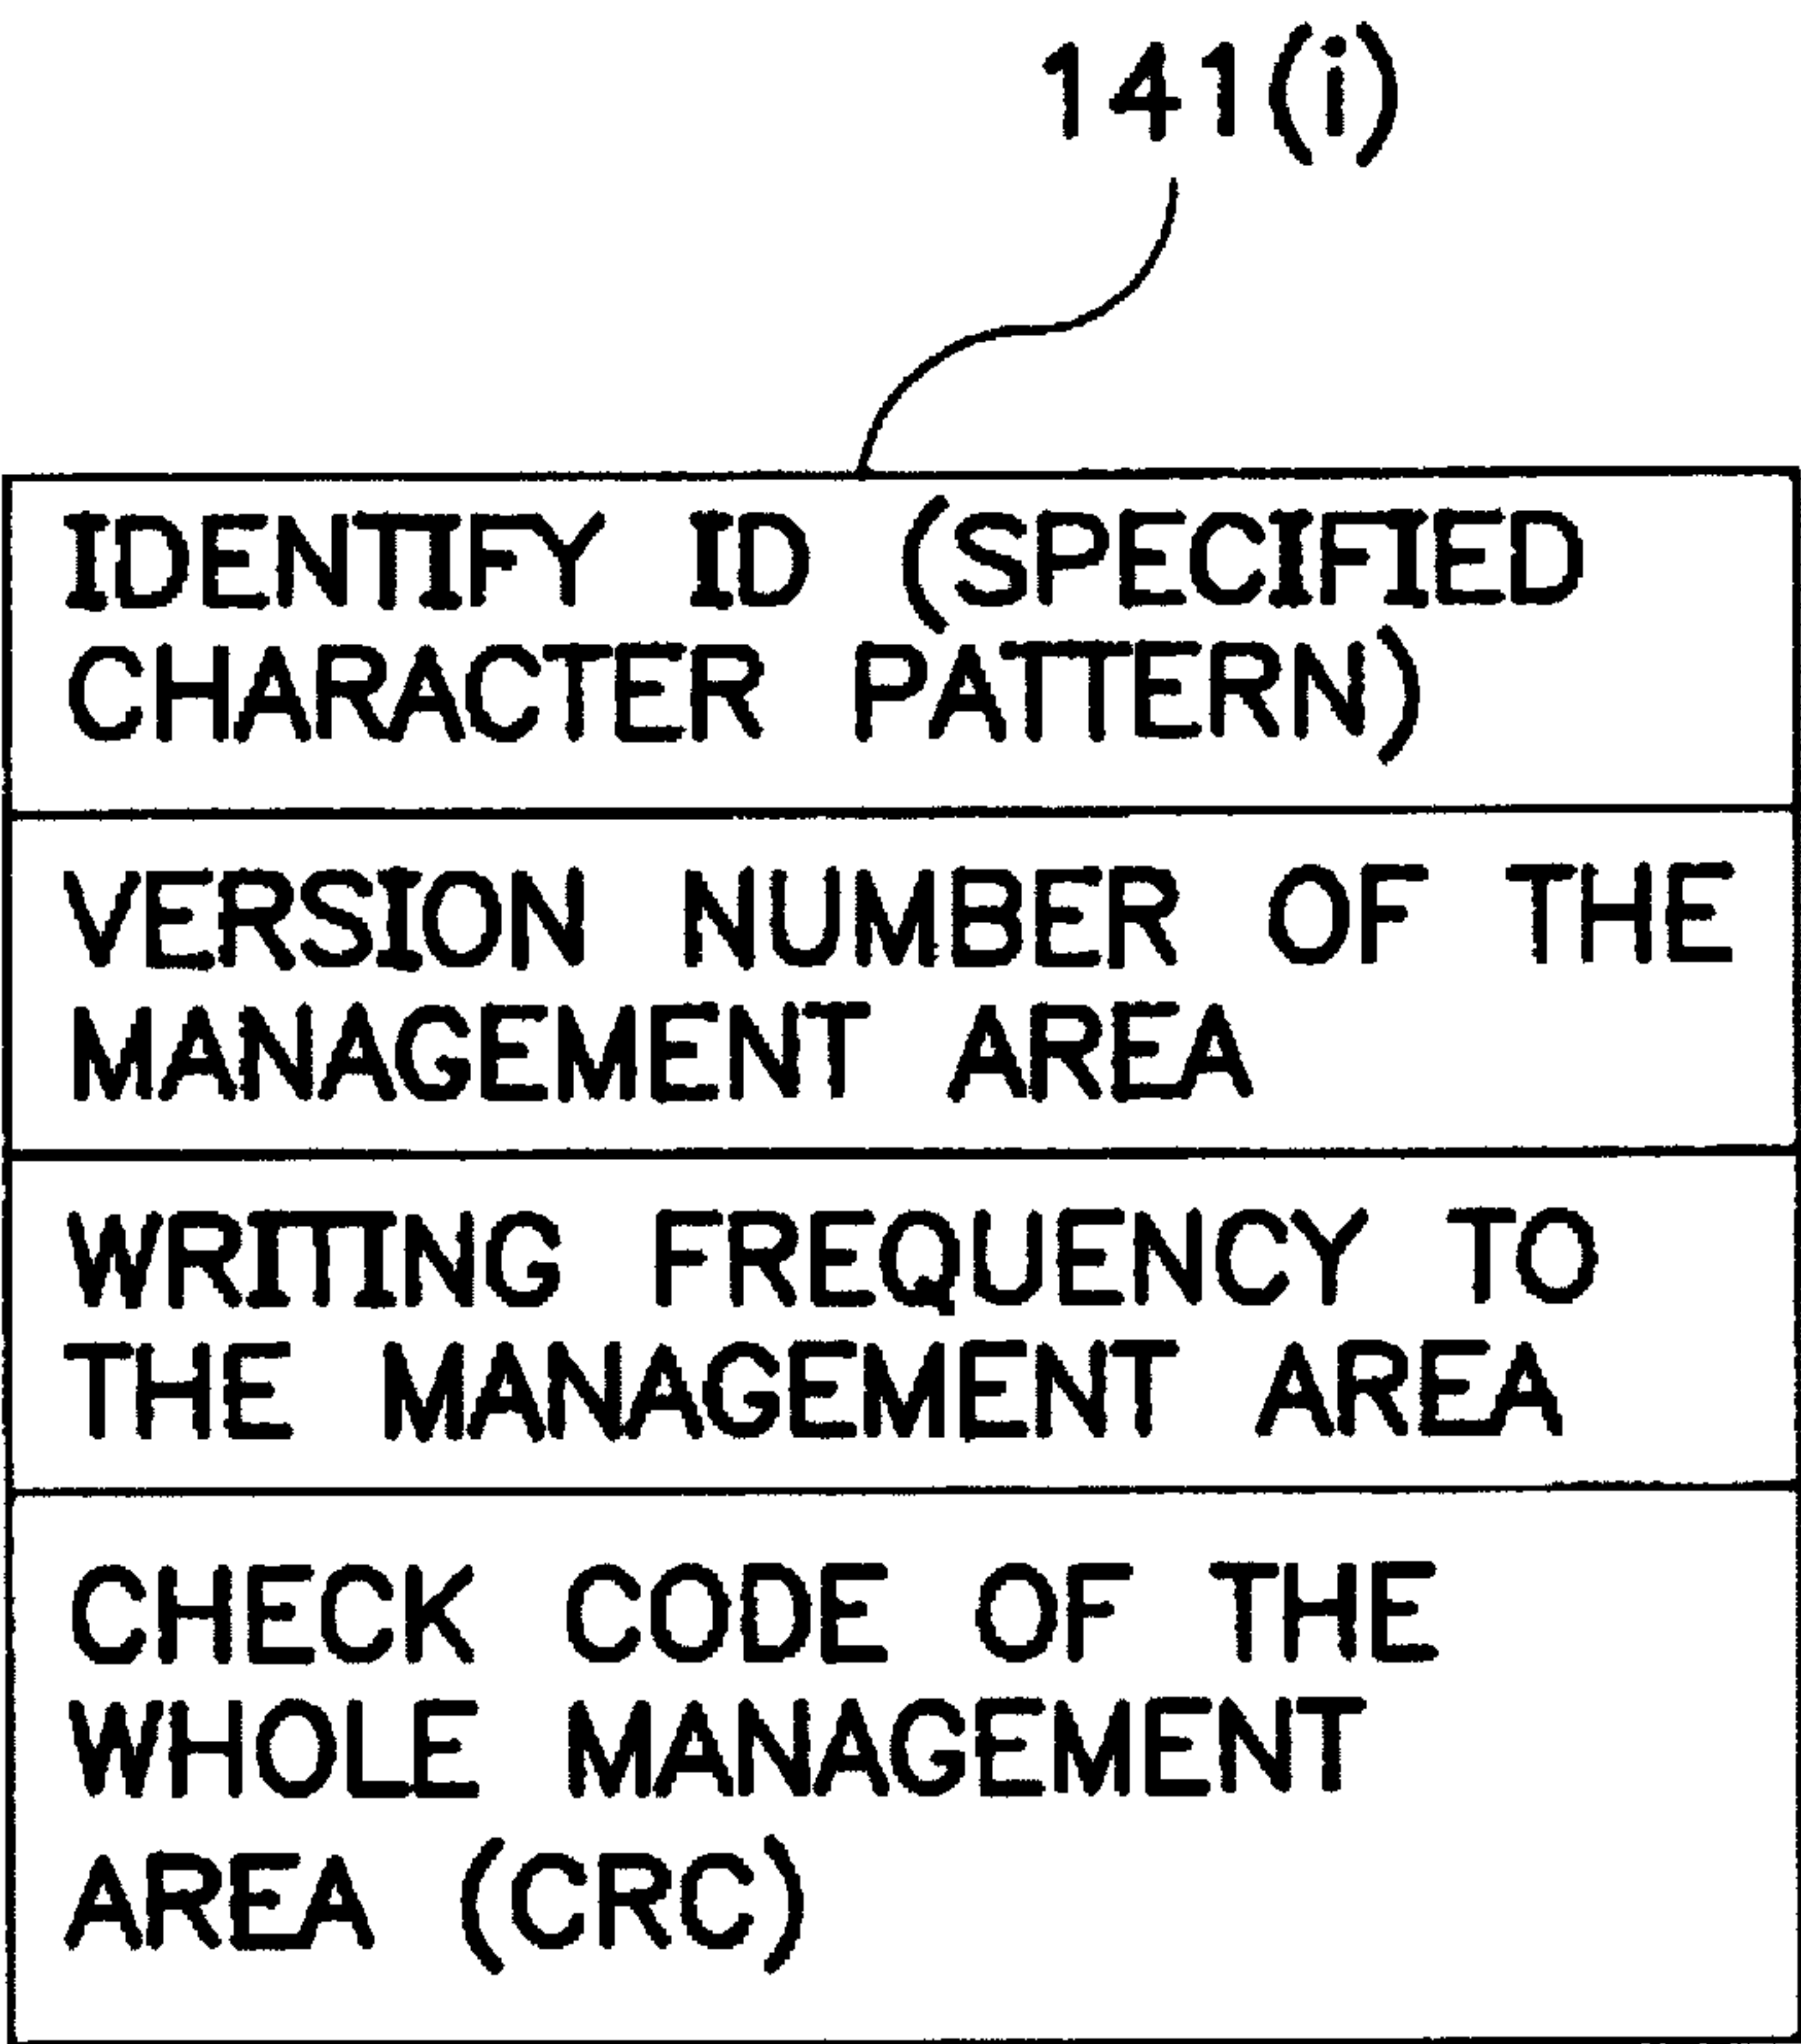 141(i)
IDENTIFY ID (SPECIFIED
CHARACTER PATTERN)
VERSION NUMBER OF THE
MANAGEMENT AREA
WRITING FREQUENCY TO
THE MANAGEMENT AREA
CHECK CODE OF THE
WHOLE MANAGEMENT
AREA (CRC)